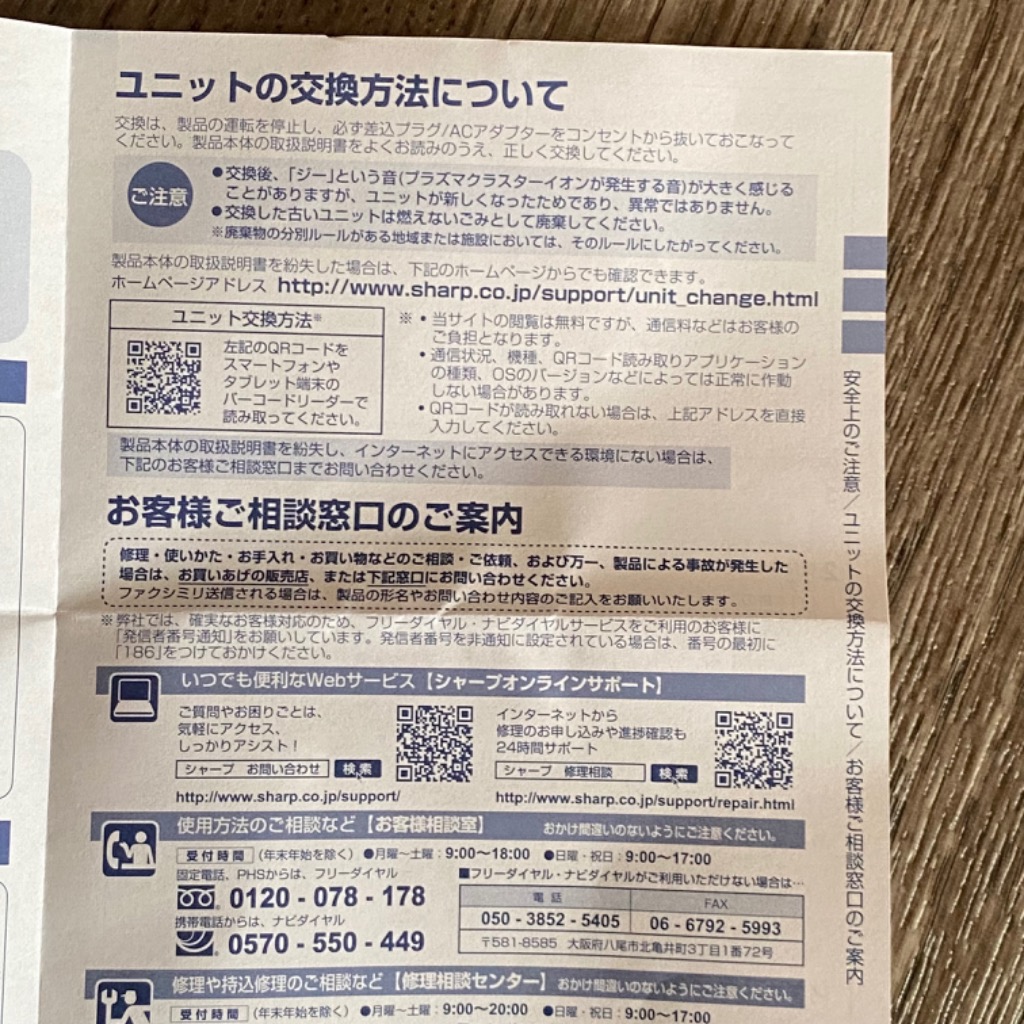 ユニットの交換方法について
交換は、製品の運転を停止し、必ず差込プラグ/ACアダプターをコンセントから抜いておこなって
ください。製品本体の取扱説明書をよくお読みのうえ、正しく交換してください。
ご注意
●交換後、「ジー」という音(プラズマクラスターイオンが発生する音)が大きく感じる
ことがありますが、ユニットが新しくなったためであり、異常ではありません。
●交換した古いユニットは燃えないごみとして廃棄してください。
※廃棄物の分別ルールがある地域または施設においては、そのルールにしたがってください。
製品本体の取扱説明書を紛失した場合は、下記のホームページからでも確認できます。
ホームページアドレス http://www.sharp.co.jp/support/unit_change.html
ユニット交換方法※
左記のQRコードを
スマートフォンや
タブレット端末の
バーコードリーダーで
読み取ってください。
※・当サイトの閲覧は無料ですが、通信料などはお客様の
ご負担となります。
・通信状況、機種、QRコード読み取りアプリケーション
の種類、OSのバージョンなどによっては正常に作動
しない場合があります。
・QRコードが読み取れない場合は、上記アドレスを直接
入力してください。
製品本体の取扱説明書を紛失し、インターネットにアクセスできる環境にない場合は、
下記のお客様ご相談窓口までお問い合わせください。
お客様ご相談窓口のご案内
修理・使いかた・お手入れ・お買い物などのご相談・ご依頼、および万一、製品による事故が発生した
場合は、お買いあげの販売店、または下記窓口にお問い合わせください。
ファクシミリ送信される場合は、製品の形名やお問い合わせ内容のご記入をお願いいたします。
※弊社では、確実なお客様対応のため、フリーダイヤル・ナビダイヤルサービスをご利用のお客様に
「発信者番号通知」をお願いしています。発信者番号を非通知に設定されている場合は、番号の最初に
「186」をつけておかけください。
いつでも便利なWebサービス【シャープオンラインサポート】
ご質問やお困りごとは、
気軽にアクセス、
しっかりアシスト！
シャープ お問い合わせ 検索
http://www.sharp.co.jp/support/
インターネットから
修理のお申し込みや進捗確認も
24時間サポート
シャープ 修理相談 検索
http://www.sharp.co.jp/support/repair.html
使用方法のご相談など【お客様相談室】 おかけ間違いのないようにご注意ください。
受付時間 (年末年始を除く) ●月曜～土曜：9:00～18:00 ●日曜・祝日：9:00～17:00
固定電話、PHSからは、フリーダイヤル
0120-078-178
携帯電話からは、ナビダイヤル
0570-550-449
■フリーダイヤル・ナビダイヤルがご利用いただけない場合は…
電話 FAX
050-3852-5405 06-6792-5993
〒581-8585 大阪府八尾市北亀井町3丁目1番72号
修理や持込修理のご相談など【修理相談センター】 おかけ間違いのないようにご注意ください。
受付時間 (年末年始を除く) ●月曜～土曜：9:00～20:00 ●日曜・祝日：9:00～17:00
安全上のご注意／ユニットの交換方法について／お客様ご相談窓口のご案内